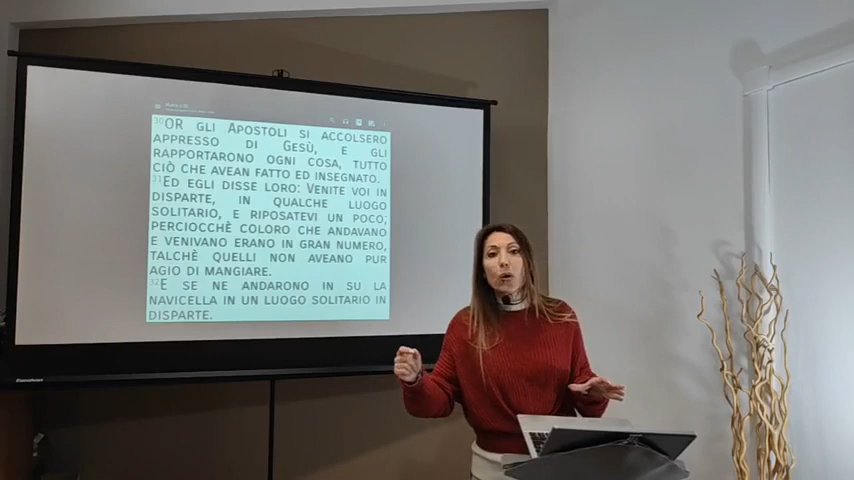 30OR GLI APOSTOLI SI ACCOLSERO
APPRESSO DI GESÙ, E GLI
RAPPORTARONO OGNI COSA, TUTTO
CIÒ CHE AVEAN FATTO ED INSEGNATO.
31ED EGLI DISSE LORO: VENITE VOI IN
DISPARTE, IN QUALCHE LUOGO
SOLITARIO, E RIPOSATEVI UN POCO;
PERCIOCCHÈ COLORO CHE ANDAVANO
E VENIVANO ERANO IN GRAN NUMERO,
TALCHÈ QUELLI NON AVEANO PUR
AGIO DI MANGIARE.
32E SE NE ANDARONO IN SU LA
NAVICELLA IN UN LUOGO SOLITARIO IN
DISPARTE.